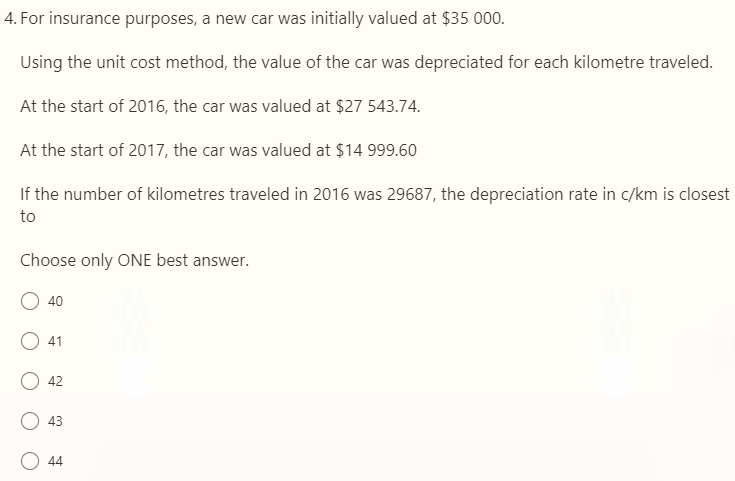 4. For insurance purposes, a new car was initially valued at $35 000.
Using the unit cost method, the value of the car was depreciated for each kilometre traveled.
At the start of 2016, the car was valued at $27 543.74.
At the start of 2017, the car was valued at $14 999.60
If the number of kilometres traveled in 2016 was 29687, the depreciation rate in c/km is closest
to
Choose only ONE best answer.
40
41
42
43
44